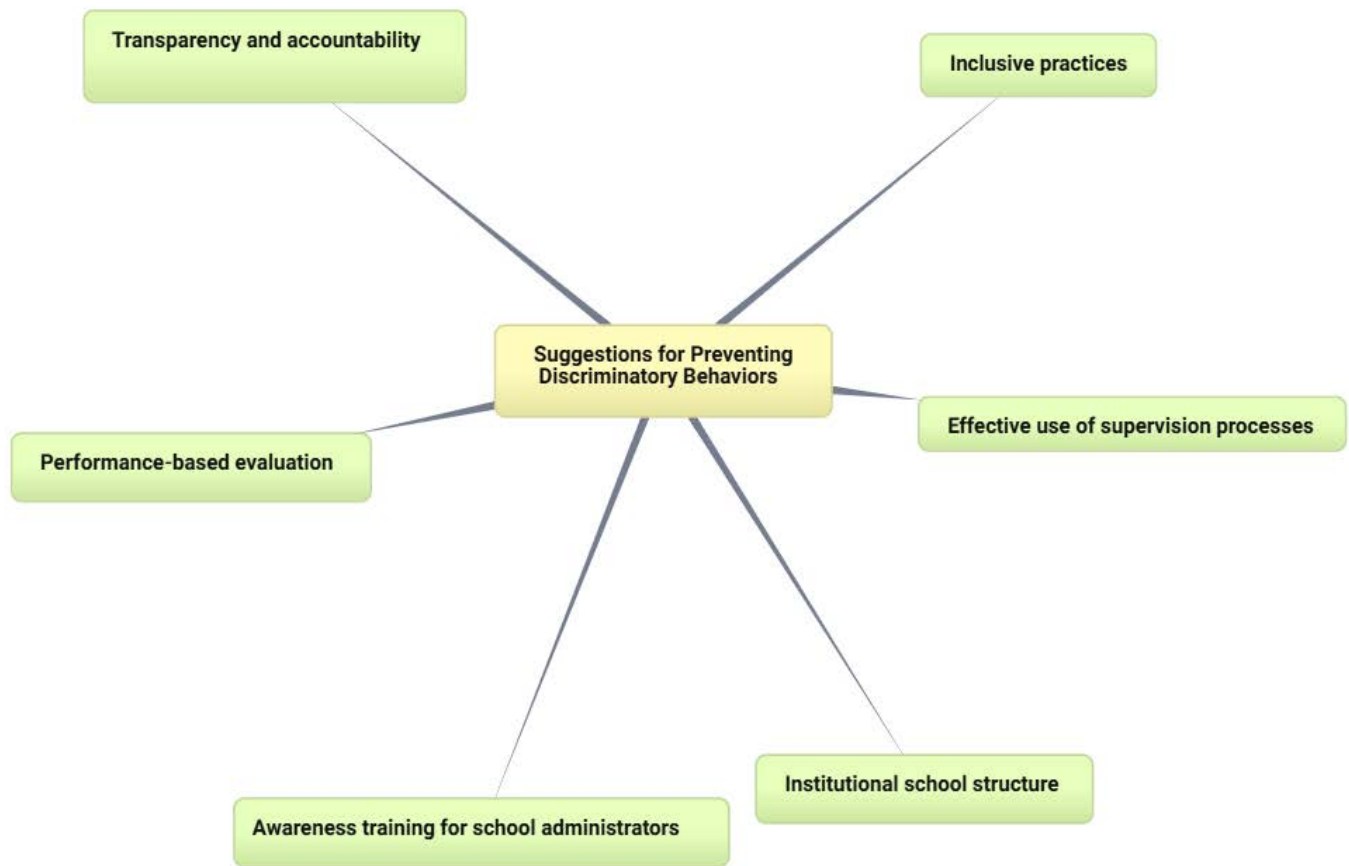 Transparency and accountability
Inclusive practices
Suggestions for Preventing
Discriminatory Behaviors
Effective use of supervision processes
Performance-based evaluation
Institutional school structure
Awareness training for school administrators